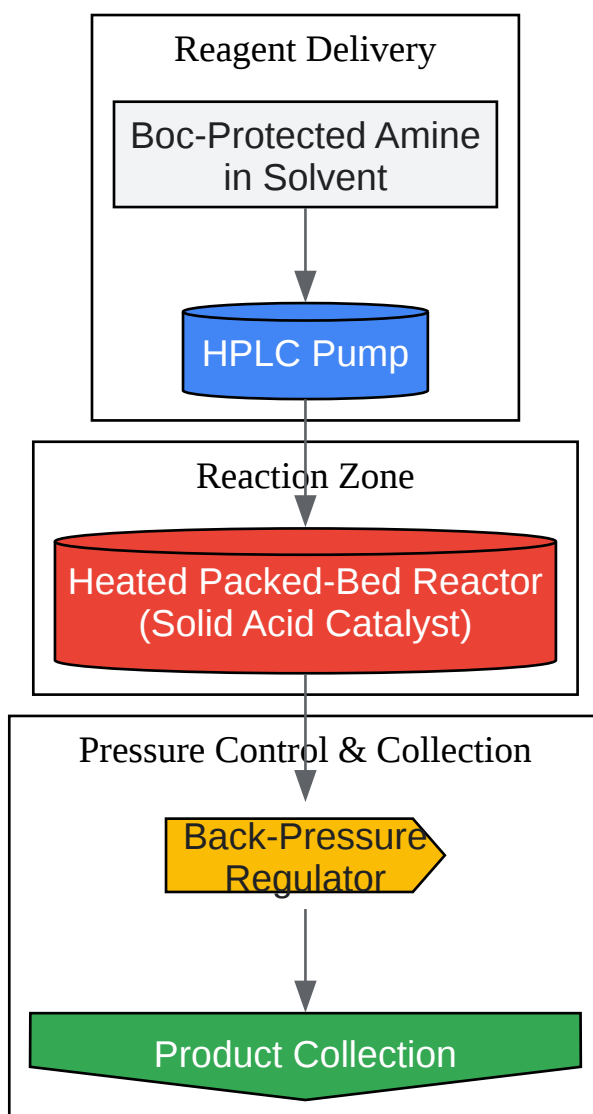 Reagent Delivery
Boc-Protected Amine
in Solvent
HPLC Pump
Reaction Zone
Heated Packed-Bed Reactor
(Solid Acid Catalyst)
Pressure Control & Collection
Back-Pressure
Regulator
Product Collection